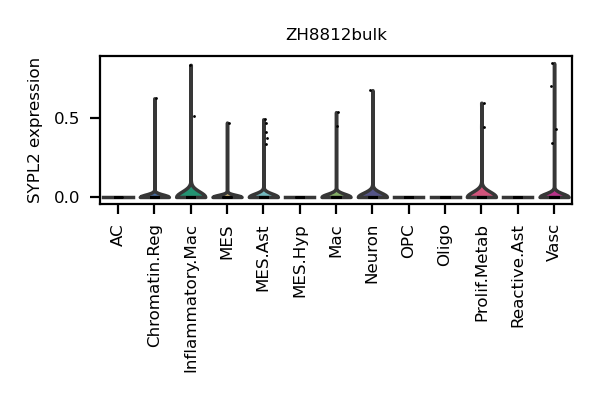 ZH8812bulk
SYPL2 expression
0.5
0.0
AC
Chromatin.Reg
Inflammatory.Mac
MES
MES.Ast
MES.Hyp
Mac
Neuron
OPC
Oligo
Prolif.Metab
Reactive.Ast
Vasc